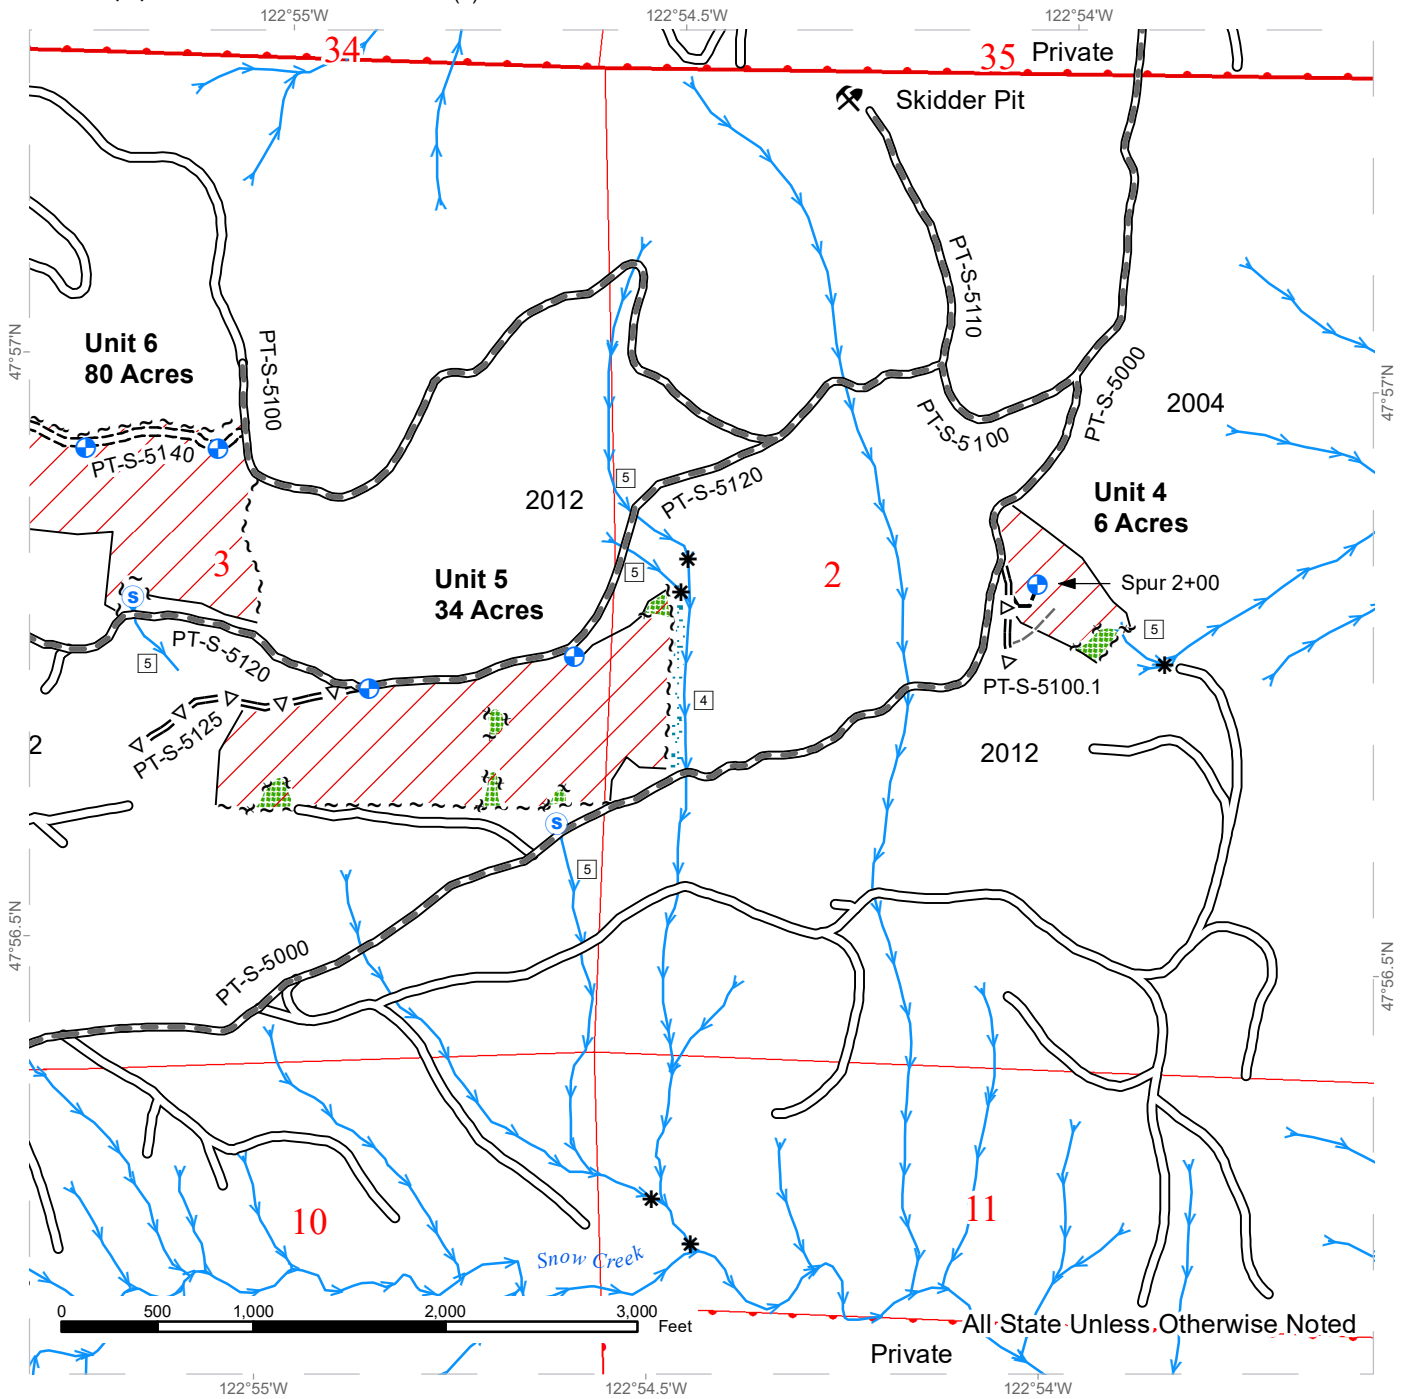 122°55'W
122°54.5'W
122°54'W
34
35
Private
Skidder Pit
PT-S-5110
47°57'N
Unit 6
80 Acres
PT-S-5100
PT-S-5000
47°57'N
2004
PT-S-5100
PT-S-5140
5
PT-S-5120
2012
Unit 4
6 Acres
3
Unit 5
34 Acres
5
2
Spur 2+00
S
5
PT-S-5120
5
PT-S-5100.1
4
PT-S-5125
2
2012
S
5
47°56.5'N
PT-S-5000
47°56.5'N
10
11
Snow Creek
0
500
1,000
2,000
3,000
Feet
All State Unless Otherwise Noted
Private
122°55'W
122°54.5'W
122°54'W